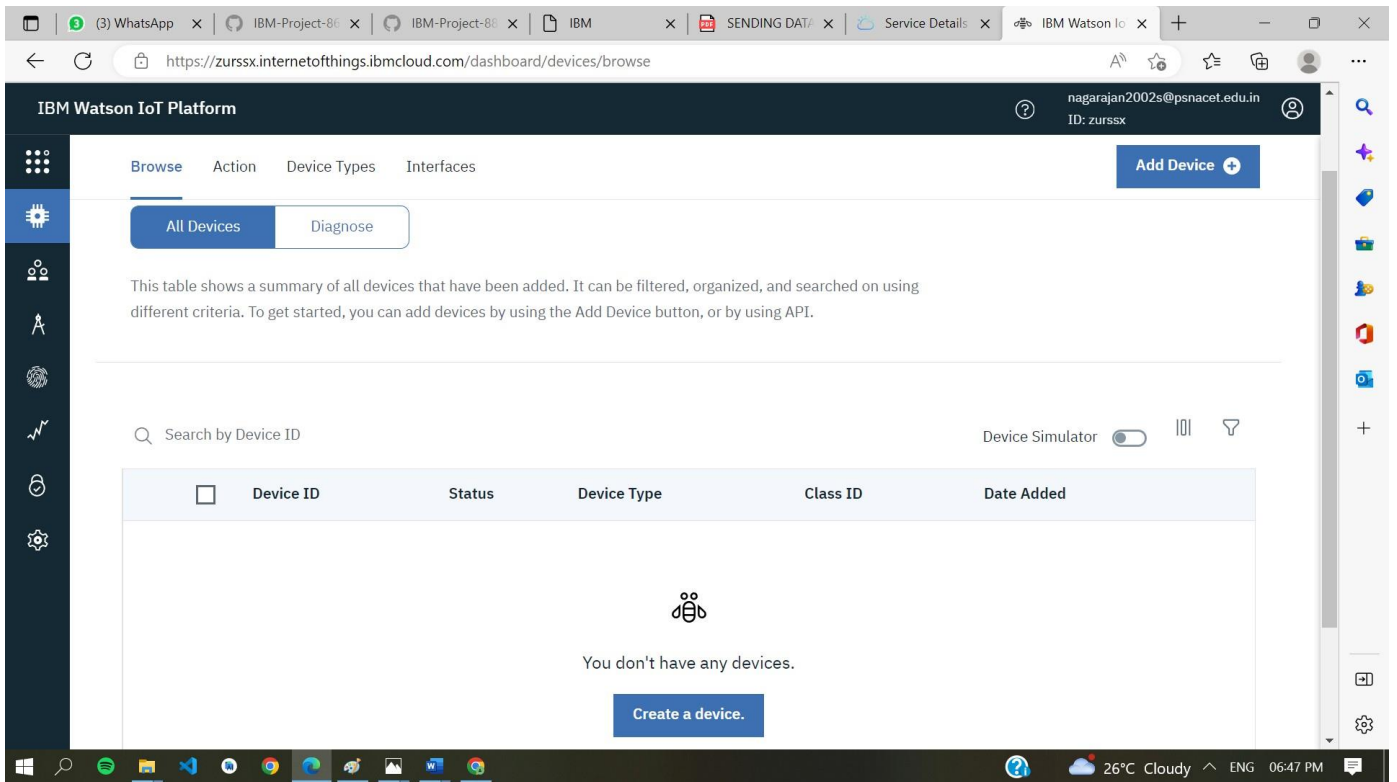 (3) WhatsApp
IBM-Project-86
IBM-Project-88
IBM
SENDING DATA
Service Details
IBM Watson Io
https://zurssx.internetofthings.ibmcloud.com/dashboard/devices/browse
IBM Watson IoT Platform
nagarajan2002s@psnacet.edu.in
ID: zurssx
Browse Action Device Types Interfaces
Add Device
All Devices Diagnose
This table shows a summary of all devices that have been added. It can be filtered, organized, and searched on using
different criteria. To get started, you can add devices by using the Add Device button, or by using API.
Search by Device ID
Device Simulator
Device ID Status Device Type Class ID Date Added
You don't have any devices.
Create a device.
26°C Cloudy ENG 06:47 PM